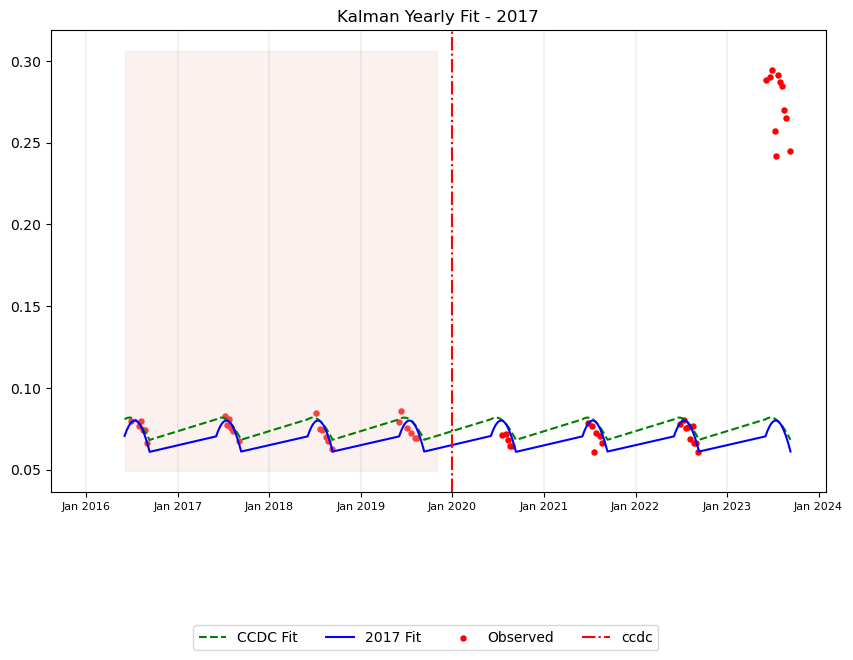 Kalman Yearly Fit - 2017
0.30
0.25
0.20
0.15
0.10
0.05
Jan 2016 Jan 2017 Jan 2018 Jan 2019 Jan 2020 Jan 2021 Jan 2022 Jan 2023 Jan 2024
CCDC Fit 2017 Fit Observed ccdc